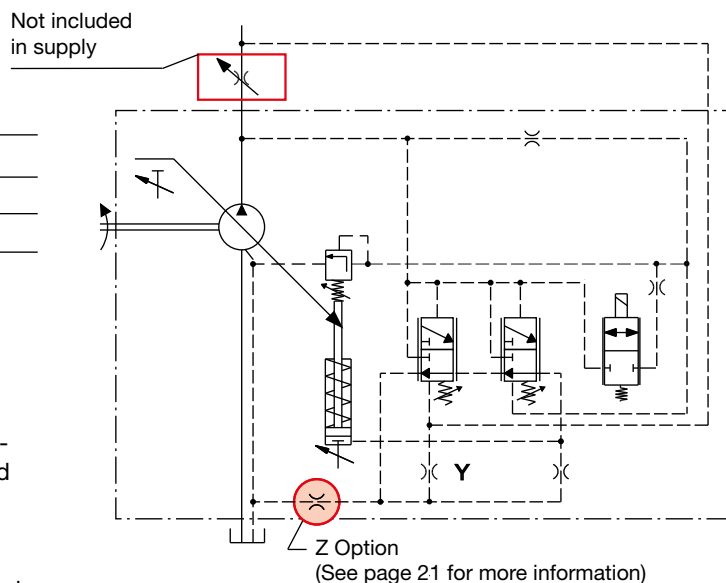 Not included
in supply
-
d
Y
Z Option
(See page 21 for more information)